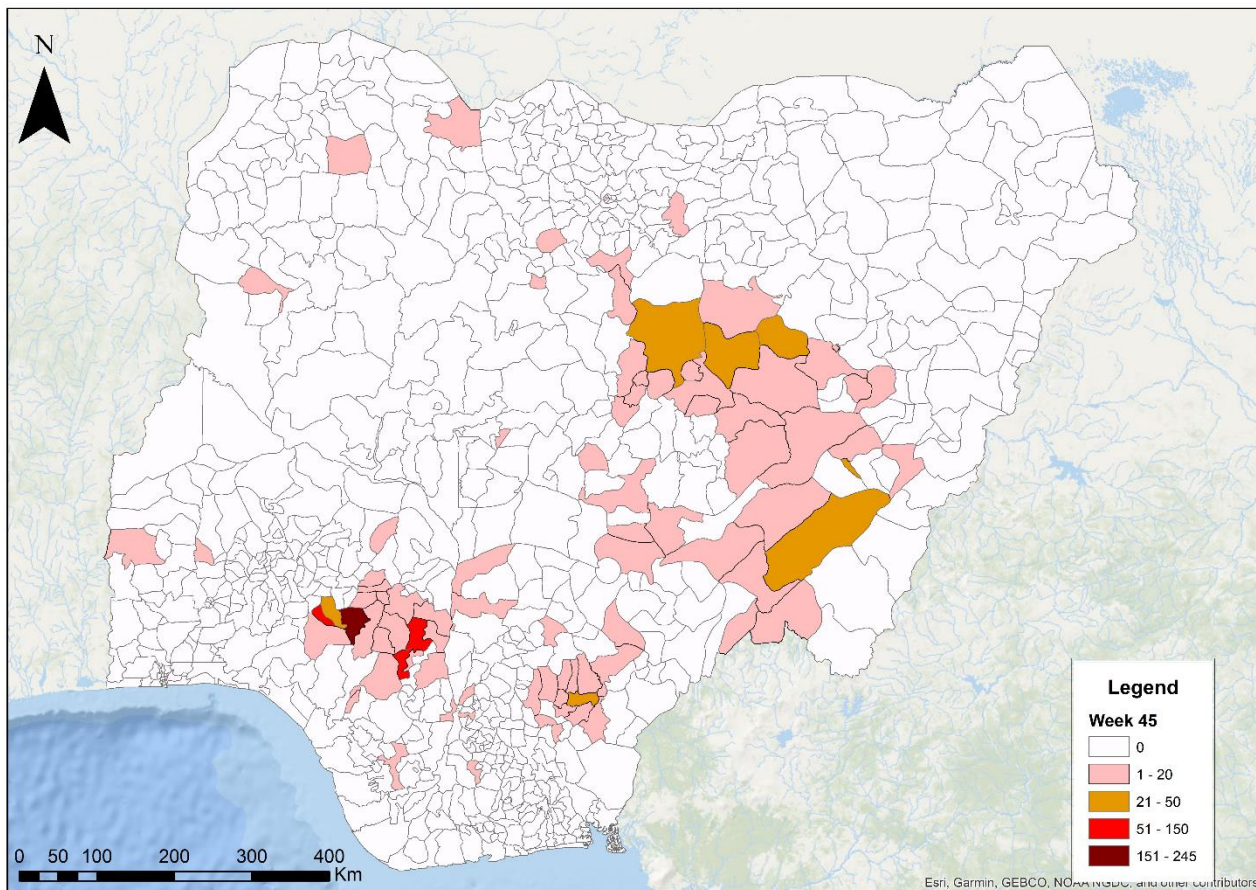 N
Legend
Week 45
0
1 - 20
21 - 50
51 - 150
151 - 245
0 50 100 200 300 400
Km
Esri, Garmin, GEBCO, NOAA NGDC, and other contributors